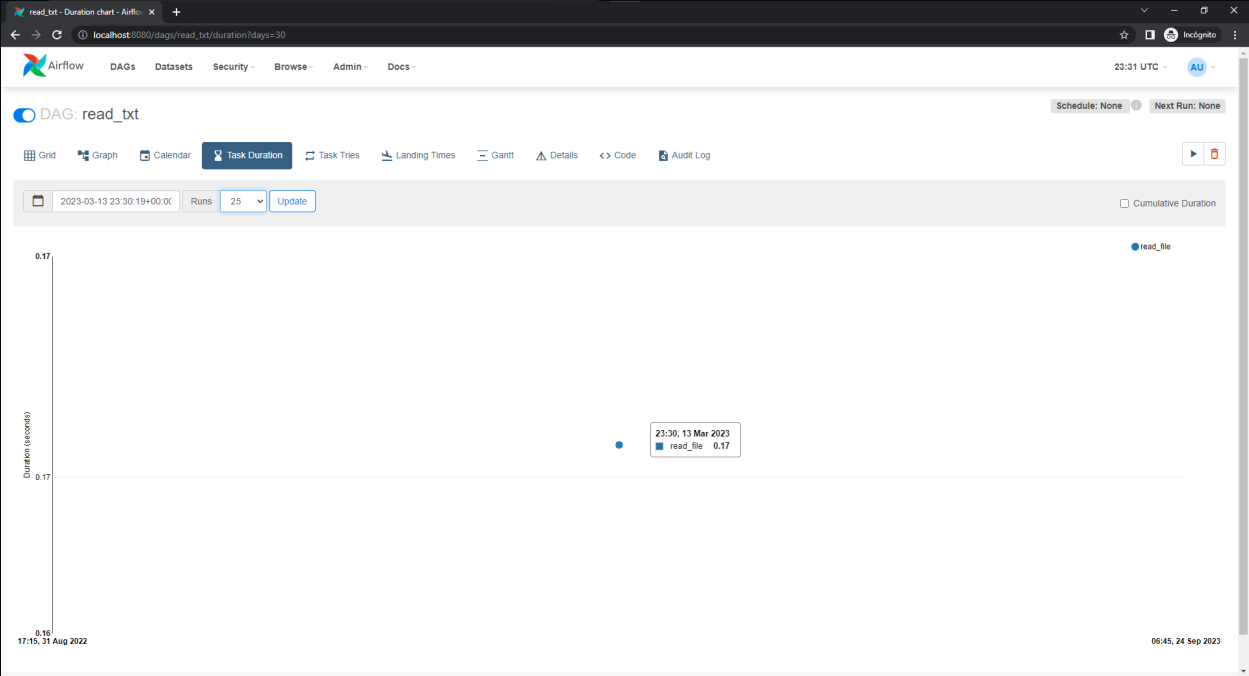 read_txt - Duration chart - Airflo
localhost:8080/dags/read_txt/duration?days=30
Incógnito
Airflow DAGs Datasets Security Browse Admin Docs 23:31 UTC AU
DAG: read_txt Schedule: None Next Run: None
Grid Graph Calendar Task Duration Task Tries Landing Times Gantt Details Code Audit Log
2023-03-13 23:30:19+00:00 Runs 25 Update Cumulative Duration
read_file
0.17
23:30, 13 Mar 2023
read_file 0.17
Duration (seconds)
0.17
0.16
17:15, 31 Aug 2022 06:45, 24 Sep 2023